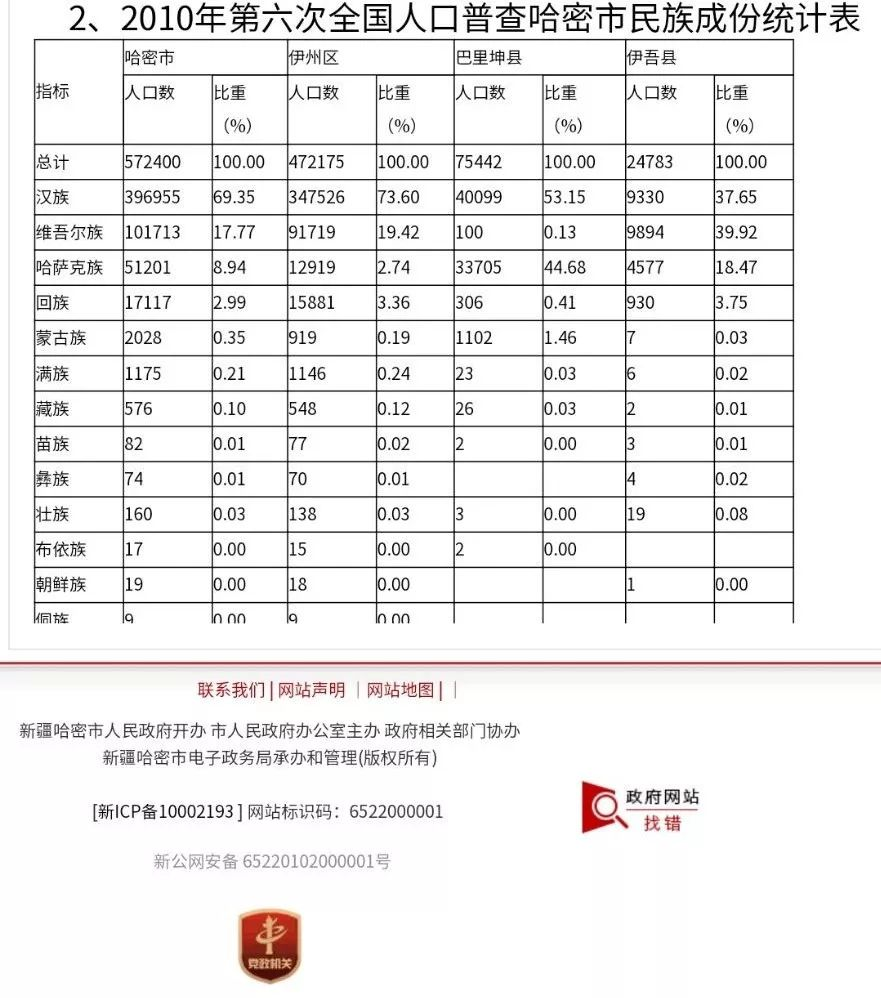 2、2010年第六次全国人口普查哈密市民族成份统计表
指标 哈密市 伊州区 巴里坤县 伊吾县
人口数 比重 人口数 比重 人口数 比重 人口数 比重
（%） （%） （%） （%）
总计 572400 100.00 472175 100.00 75442 100.00 24783 100.00
汉族 396955 69.35 347526 73.60 40099 53.15 9330 37.65
维吾尔族 101713 17.77 91719 19.42 100 0.13 9894 39.92
哈萨克族 51201 8.94 12919 2.74 33705 44.68 4577 18.47
回族 17117 2.99 15881 3.36 306 0.41 930 3.75
蒙古族 2028 0.35 919 0.19 1102 1.46 7 0.03
满族 1175 0.21 1146 0.24 23 0.03 6 0.02
藏族 576 0.10 548 0.12 26 0.03 2 0.01
苗族 82 0.01 77 0.02 2 0.00 3 0.01
彝族 74 0.01 70 0.01 4 0.02
壮族 160 0.03 138 0.03 3 0.00 19 0.08
布依族 17 0.00 15 0.00 2 0.00
朝鲜族 19 0.00 18 0.00 1 0.00
侗族 9 0.00 9 0.00
联系我们 | 网站声明 | 网站地图 | |
新疆哈密市人民政府开办 市人民政府办公室主办 政府相关部门协办
新疆哈密市电子政务局承办和管理(版权所有)
[新ICP备10002193 ] 网站标识码：6522000001
政府网站
找错
新公网安备 65220102000001号
党政机关